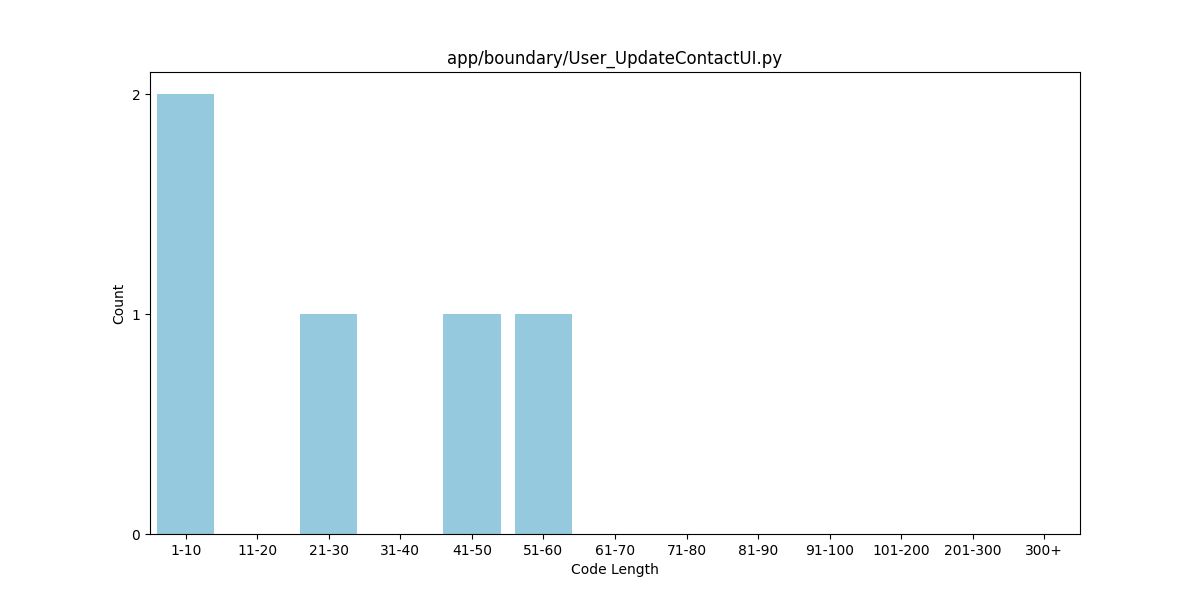 app/boundary/User_UpdateContactUI.py
2
1
0
Count
1-10 11-20 21-30 31-40 41-50 51-60 61-70 71-80 81-90 91-100 101-200 201-300 300+
Code Length